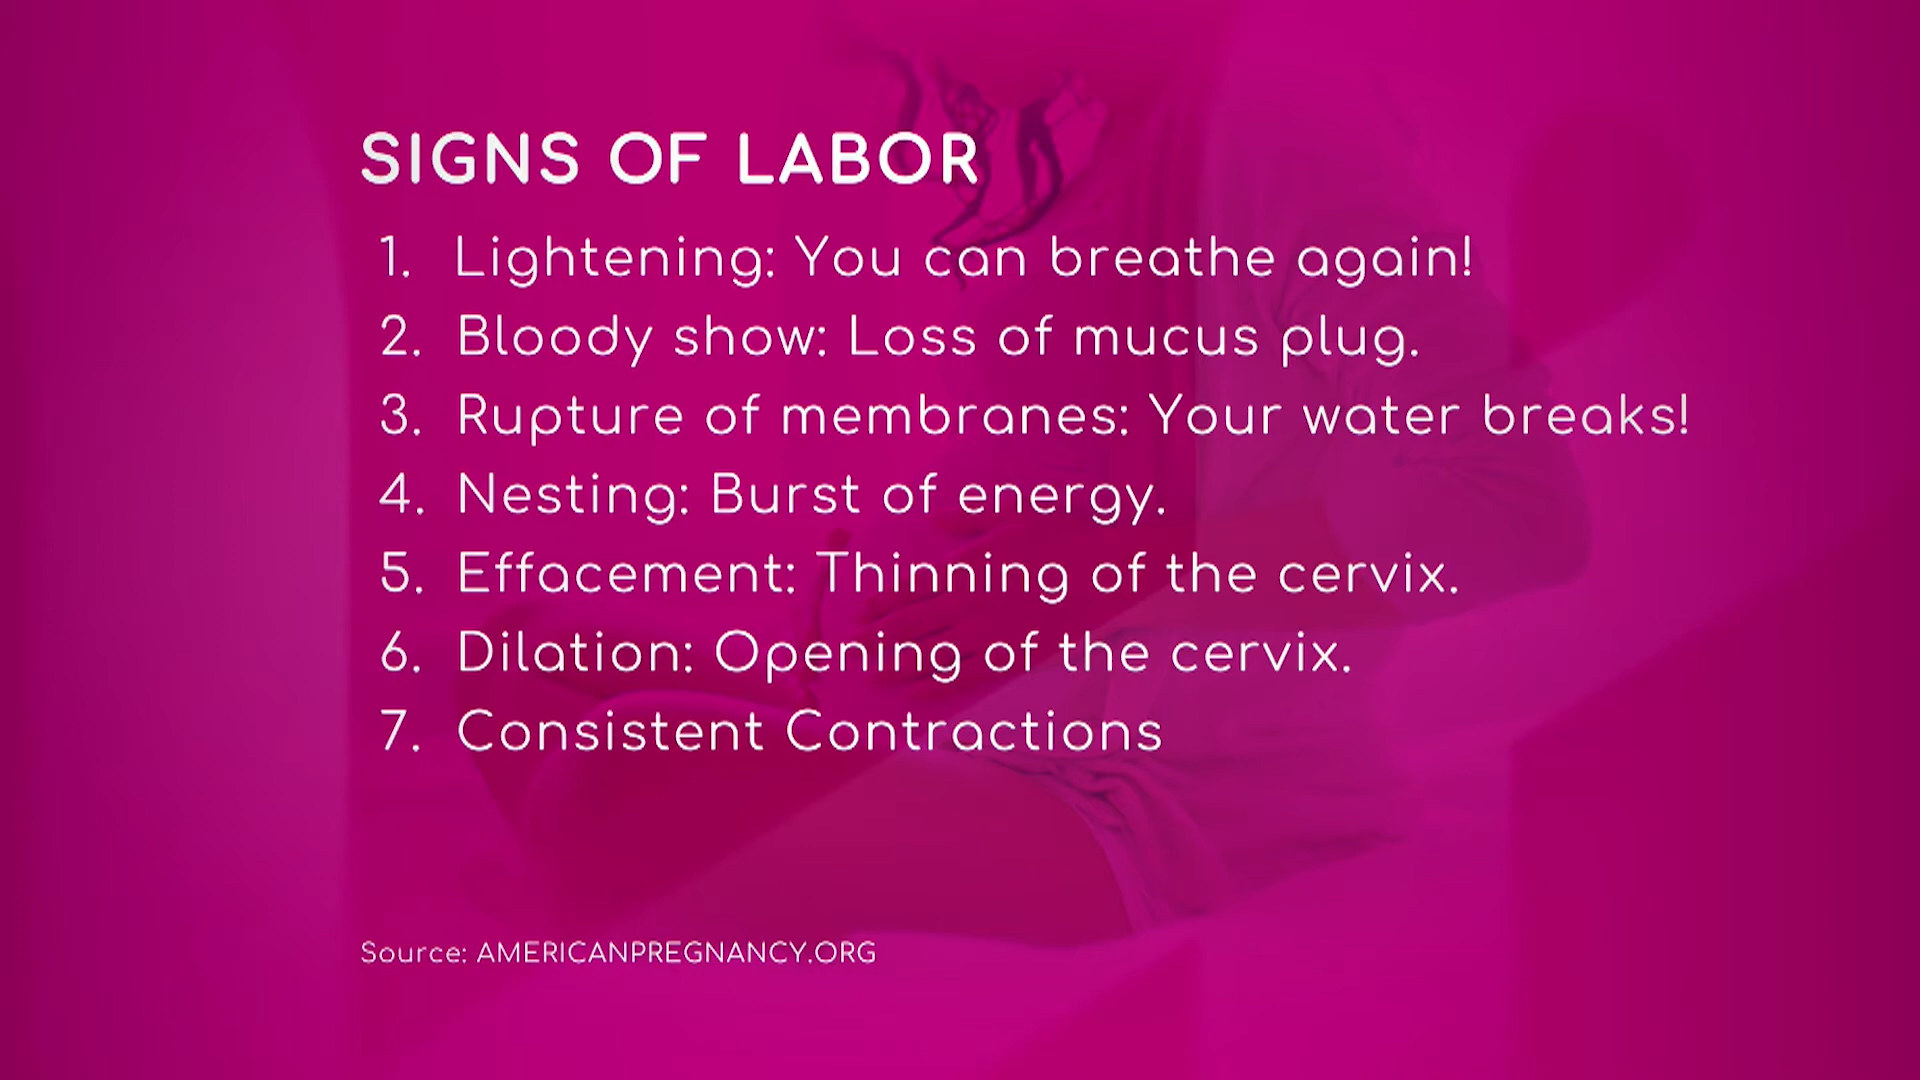 SIGNS OF LABOR
1. Lightening: You can breathe again!
2. Bloody show: Loss of mucus plug.
3. Rupture of membranes: Your water breaks!
4. Nesting: Burst of energy.
5. Effacement: Thinning of the cervix.
6. Dilation: Opening of the cervix.
7. Consistent Contractions
Source: AMERICANPREGNANCY.ORG